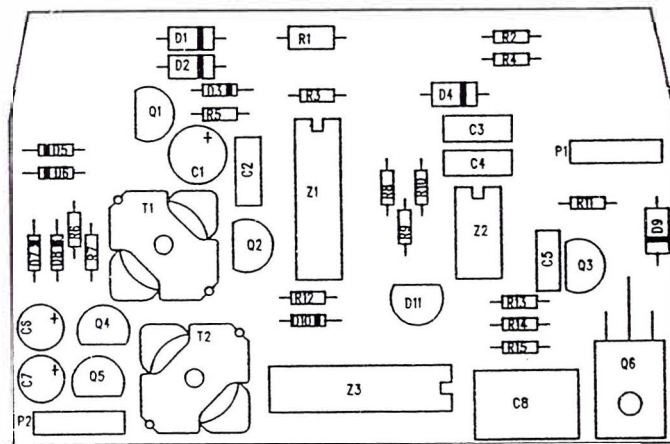 D1
R1
R2
D2
R4
D3
R3
D4
Q1
R5
C3
D5
C1
C2
C4
P1
D6
Z1
R8
R10
T1
R11
R6
Q2
R9
Z2
D9
D7
D8
R7
C5
Q3
R12
D11
R13
C6
Q4
D10
R14
T2
R15
Q6
C7
Q5
Z3
C8
P2